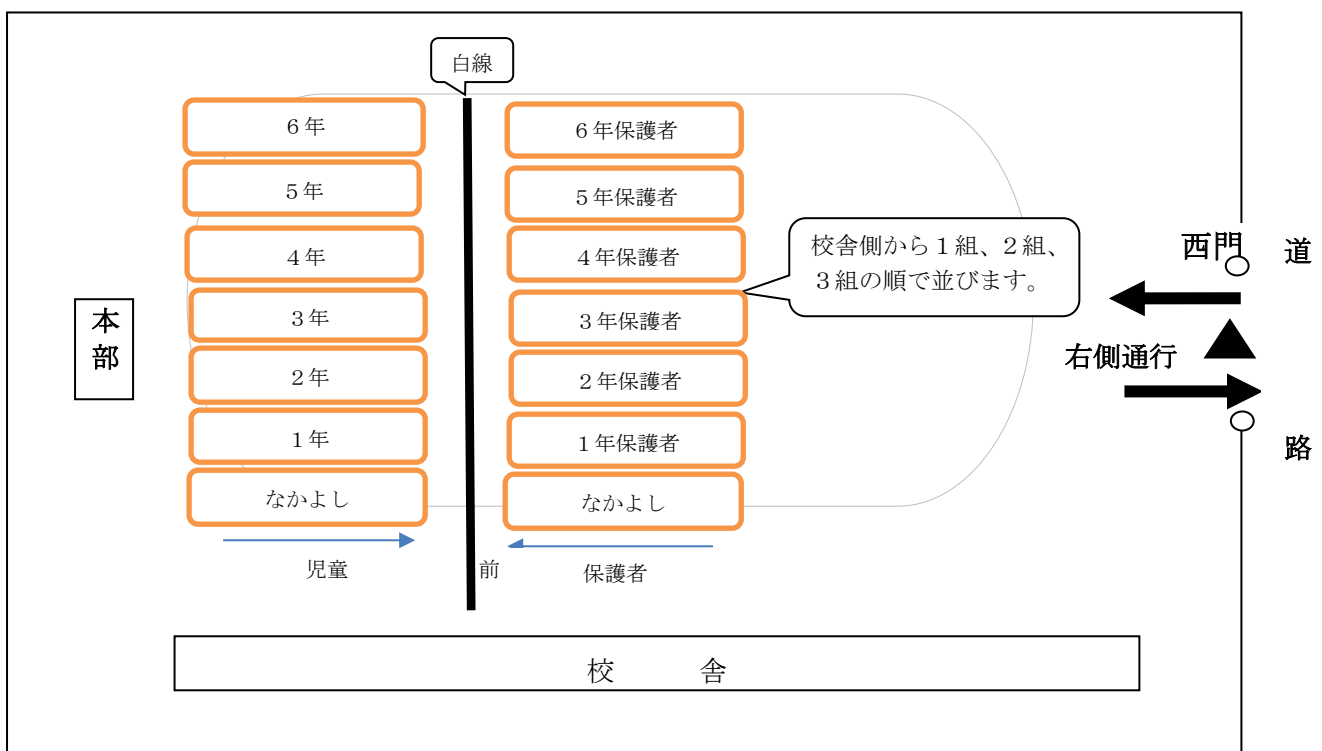 白線
6年
6年保護者
5年
5年保護者
校舎側から1組、2組、
3組の順で並びます。
4年
4年保護者
西門
道
本部
3年
3年保護者
右側通行
2年
2年保護者
1年
1年保護者
路
なかよし
なかよし
児童
前
保護者
校　　舎